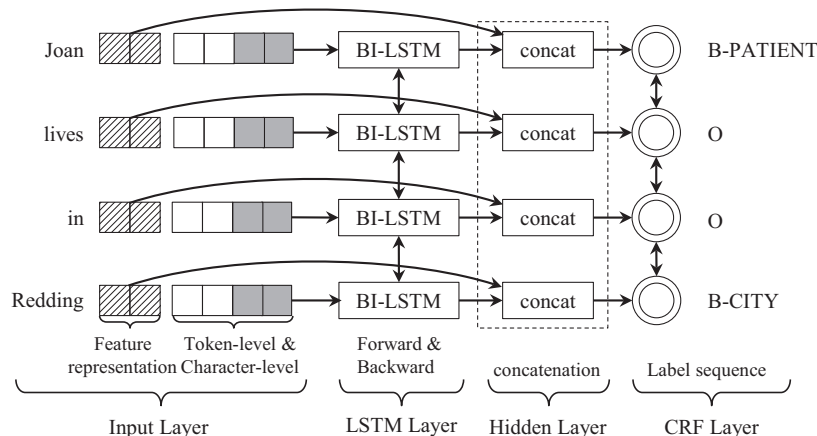 Joan BI-LSTM concat B-PATIENT
lives BI-LSTM concat O
in BI-LSTM concat O
Redding BI-LSTM concat B-CITY
Feature representation
Token-level & Character-level
Forward & Backward
concatenation
Label sequence
Input Layer LSTM Layer Hidden Layer CRF Layer